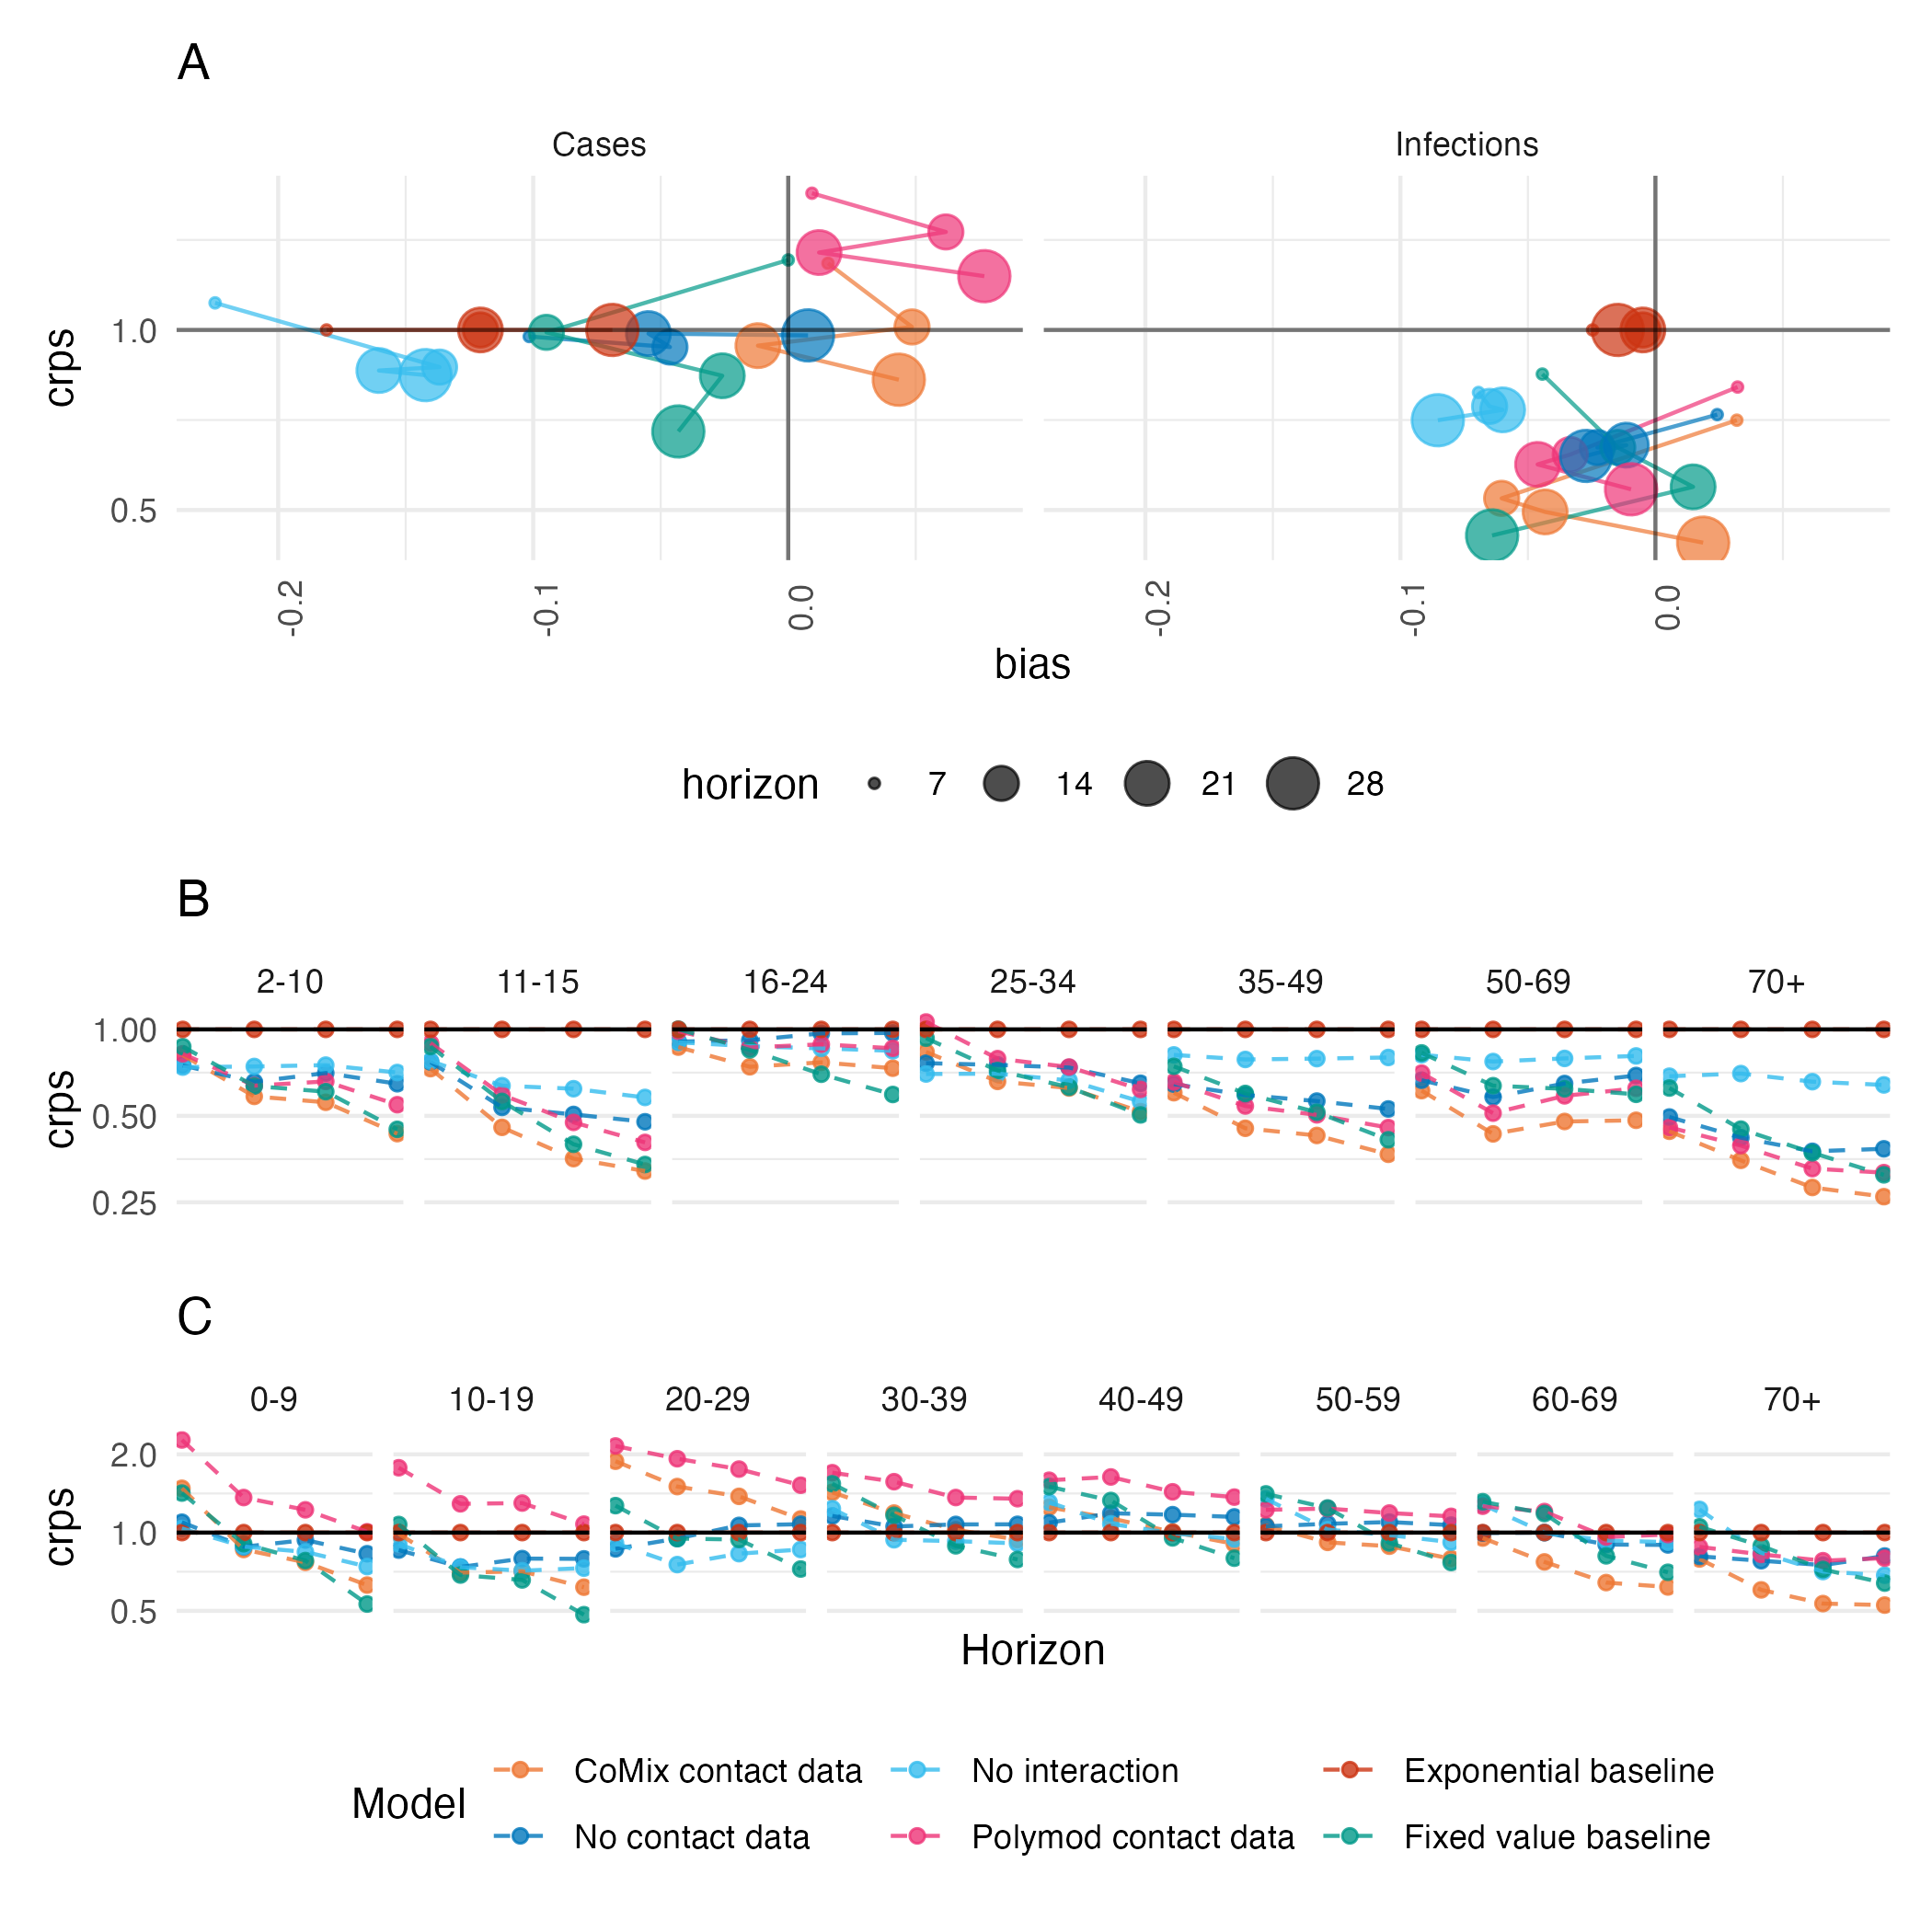 A
Cases Infections
crps
1.0
0.5
-0.2 -0.1 0.0 -0.2 -0.1 0.0
bias
horizon 7 14 21 28
B
2-10 11-15 16-24 25-34 35-49 50-69 70+
crps
1.00
0.50
0.25
C
0-9 10-19 20-29 30-39 40-49 50-59 60-69 70+
crps
2.0
1.0
0.5
Horizon
Model
CoMix contact data No interaction Exponential baseline
No contact data Polymod contact data Fixed value baseline